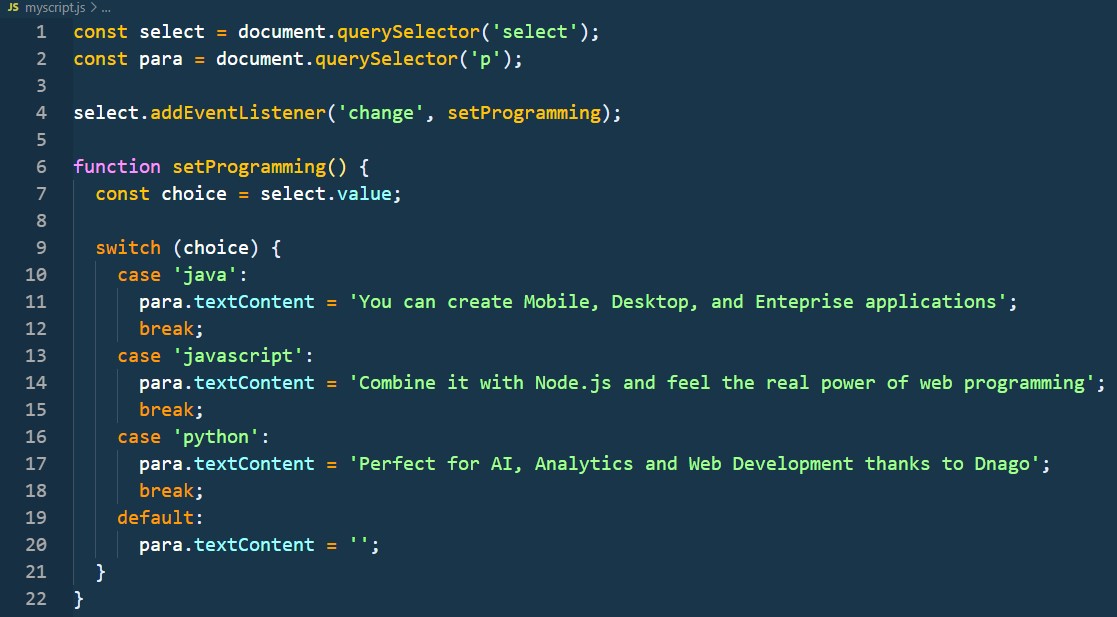 JS myscript.js > ...
1 const select = document.querySelector('select');
2 const para = document.querySelector('p');
3
4 select.addEventListener('change', setProgramming);
5
6 function setProgramming() {
7   const choice = select.value;
8
9   switch (choice) {
10     case 'java':
11       para.textContent = 'You can create Mobile, Desktop, and Enteprise applications';
12       break;
13     case 'javascript':
14       para.textContent = 'Combine it with Node.js and feel the real power of web programming';
15       break;
16     case 'python':
17       para.textContent = 'Perfect for AI, Analytics and Web Development thanks to Dnago';
18       break;
19     default:
20       para.textContent = '';
21   }
22 }